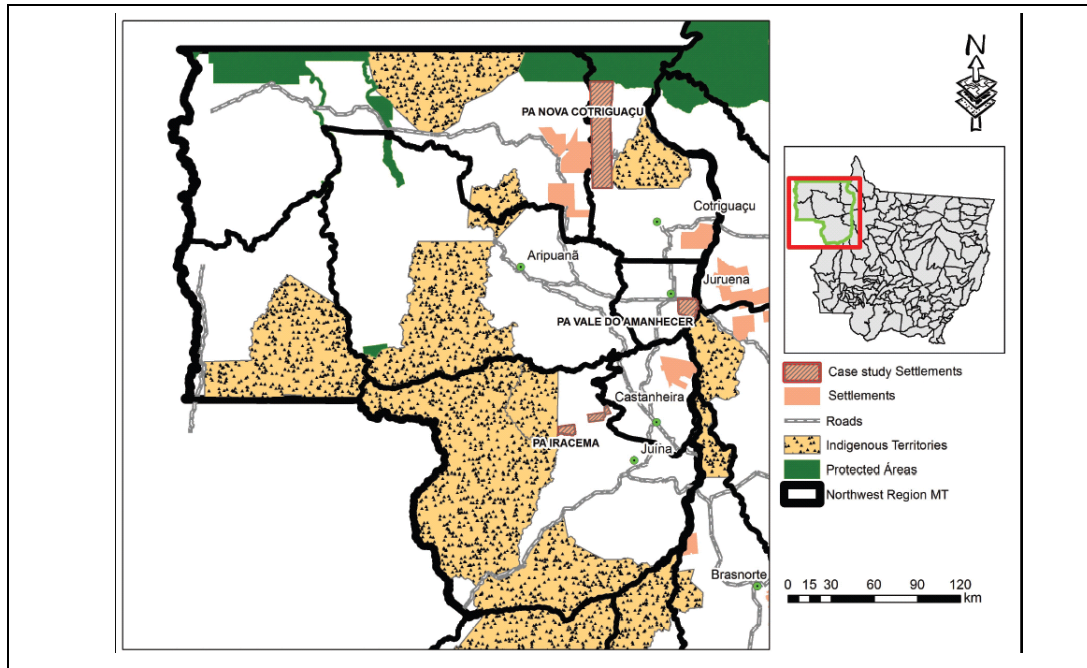 N
PA NOVA COTRIGUAÇU
Cotriguaçu
Aripuanã
Juruena
PA VALE DO AMANHECER
Castanheira
PA IRACEMA
Juína
Brasnorte
Case study Settlements
Settlements
Roads
Indigenous Territories
Protected Áreas
Northwest Region MT
0 15 30 60 90 120
km